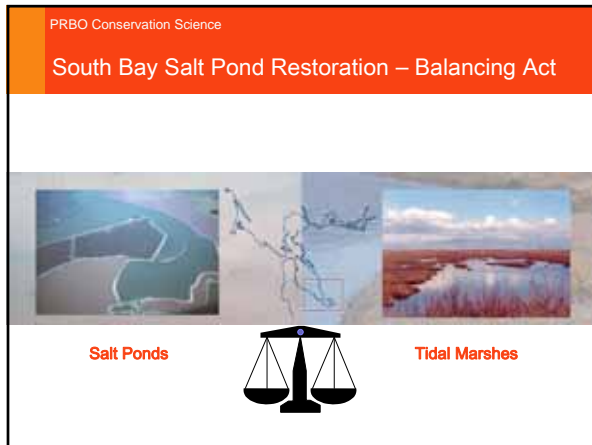 PRBO Conservation Science
South Bay Salt Pond Restoration – Balancing Act
Salt Ponds
Tidal Marshes